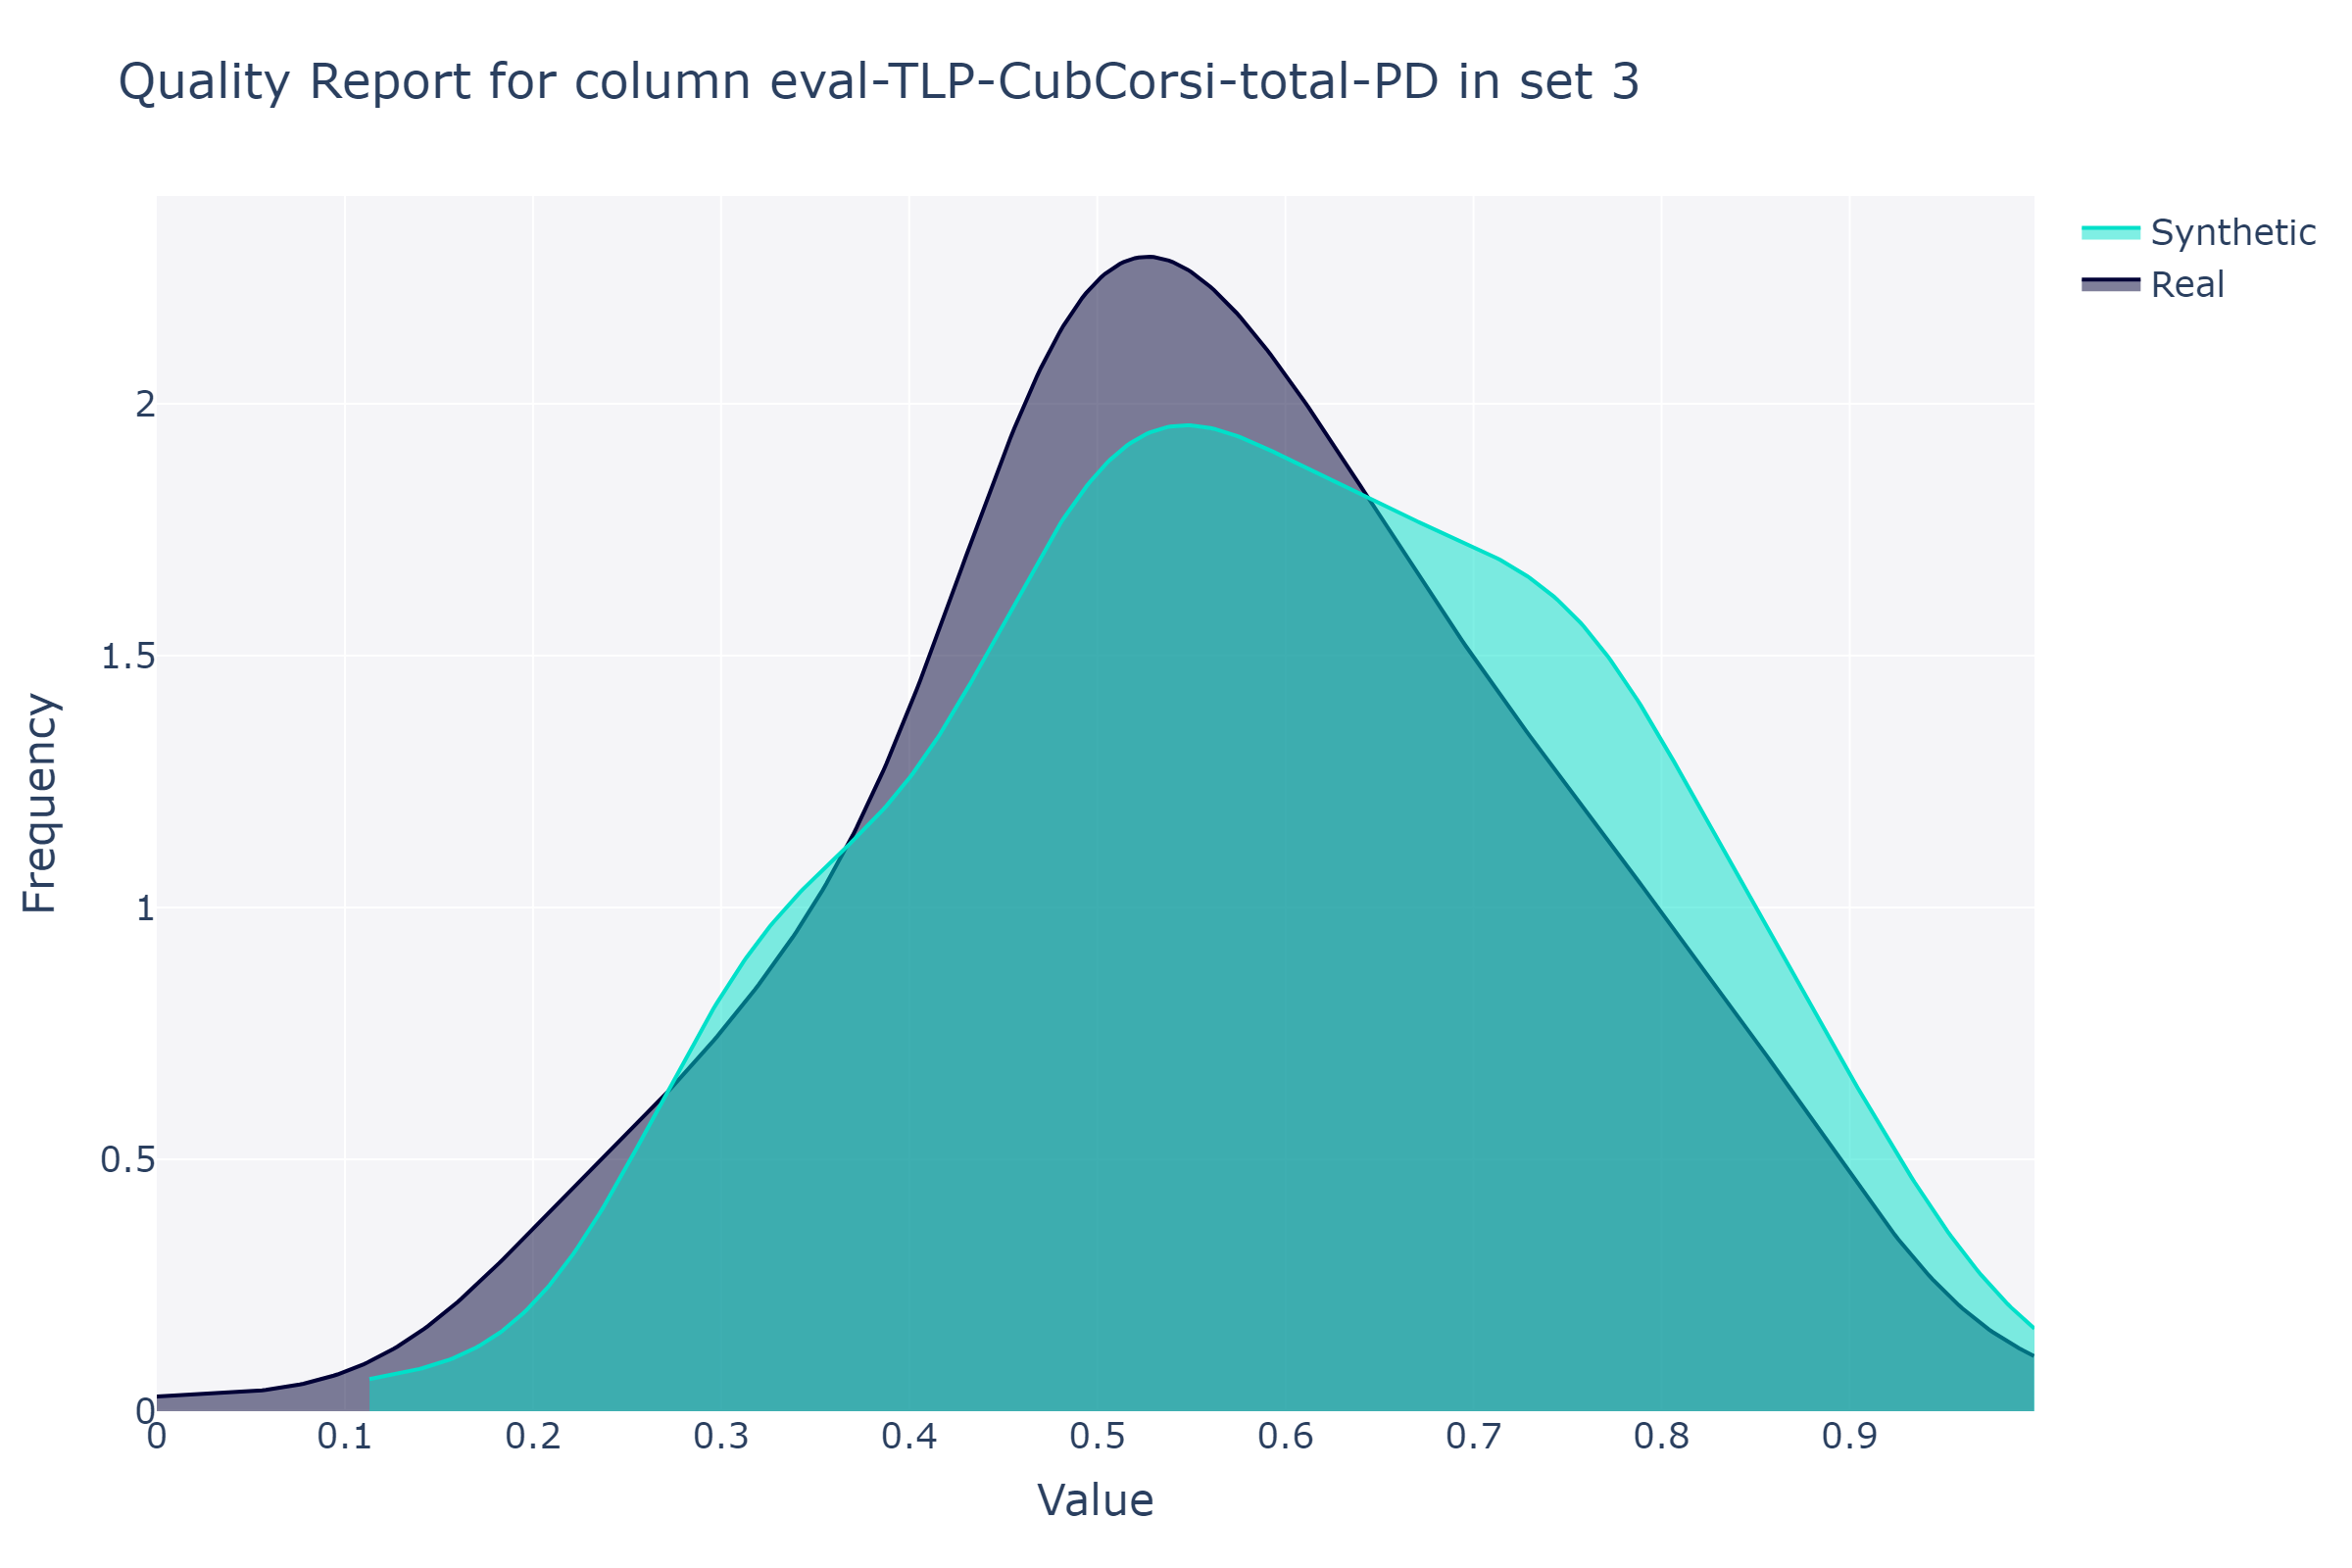 Quality Report for column eval-TLP-CubCorsi-total-PD in set 3
Synthetic
Real
2
1.5
1
0.5
0
0 0.1 0.2 0.3 0.4 0.5 0.6 0.7 0.8 0.9
Frequency
Value